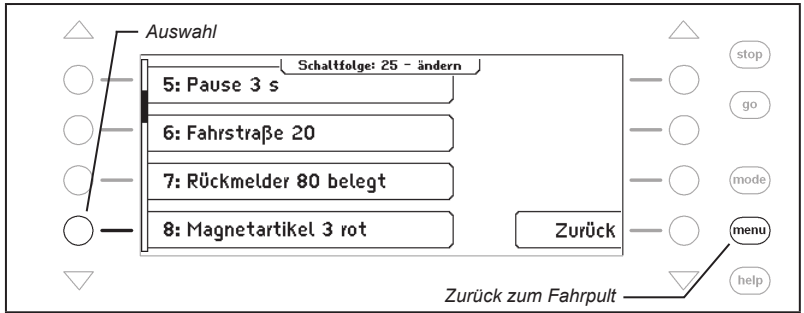 Auswahl
Schaltfolge: 25 - ändern
stop
5: Pause 3 s
go
6: Fahrstraße 20
7: Rückmelder 80 belegt
mode
8: Magnetartikel 3 rot
Zurück
menu
help
Zurück zum Fahrpult